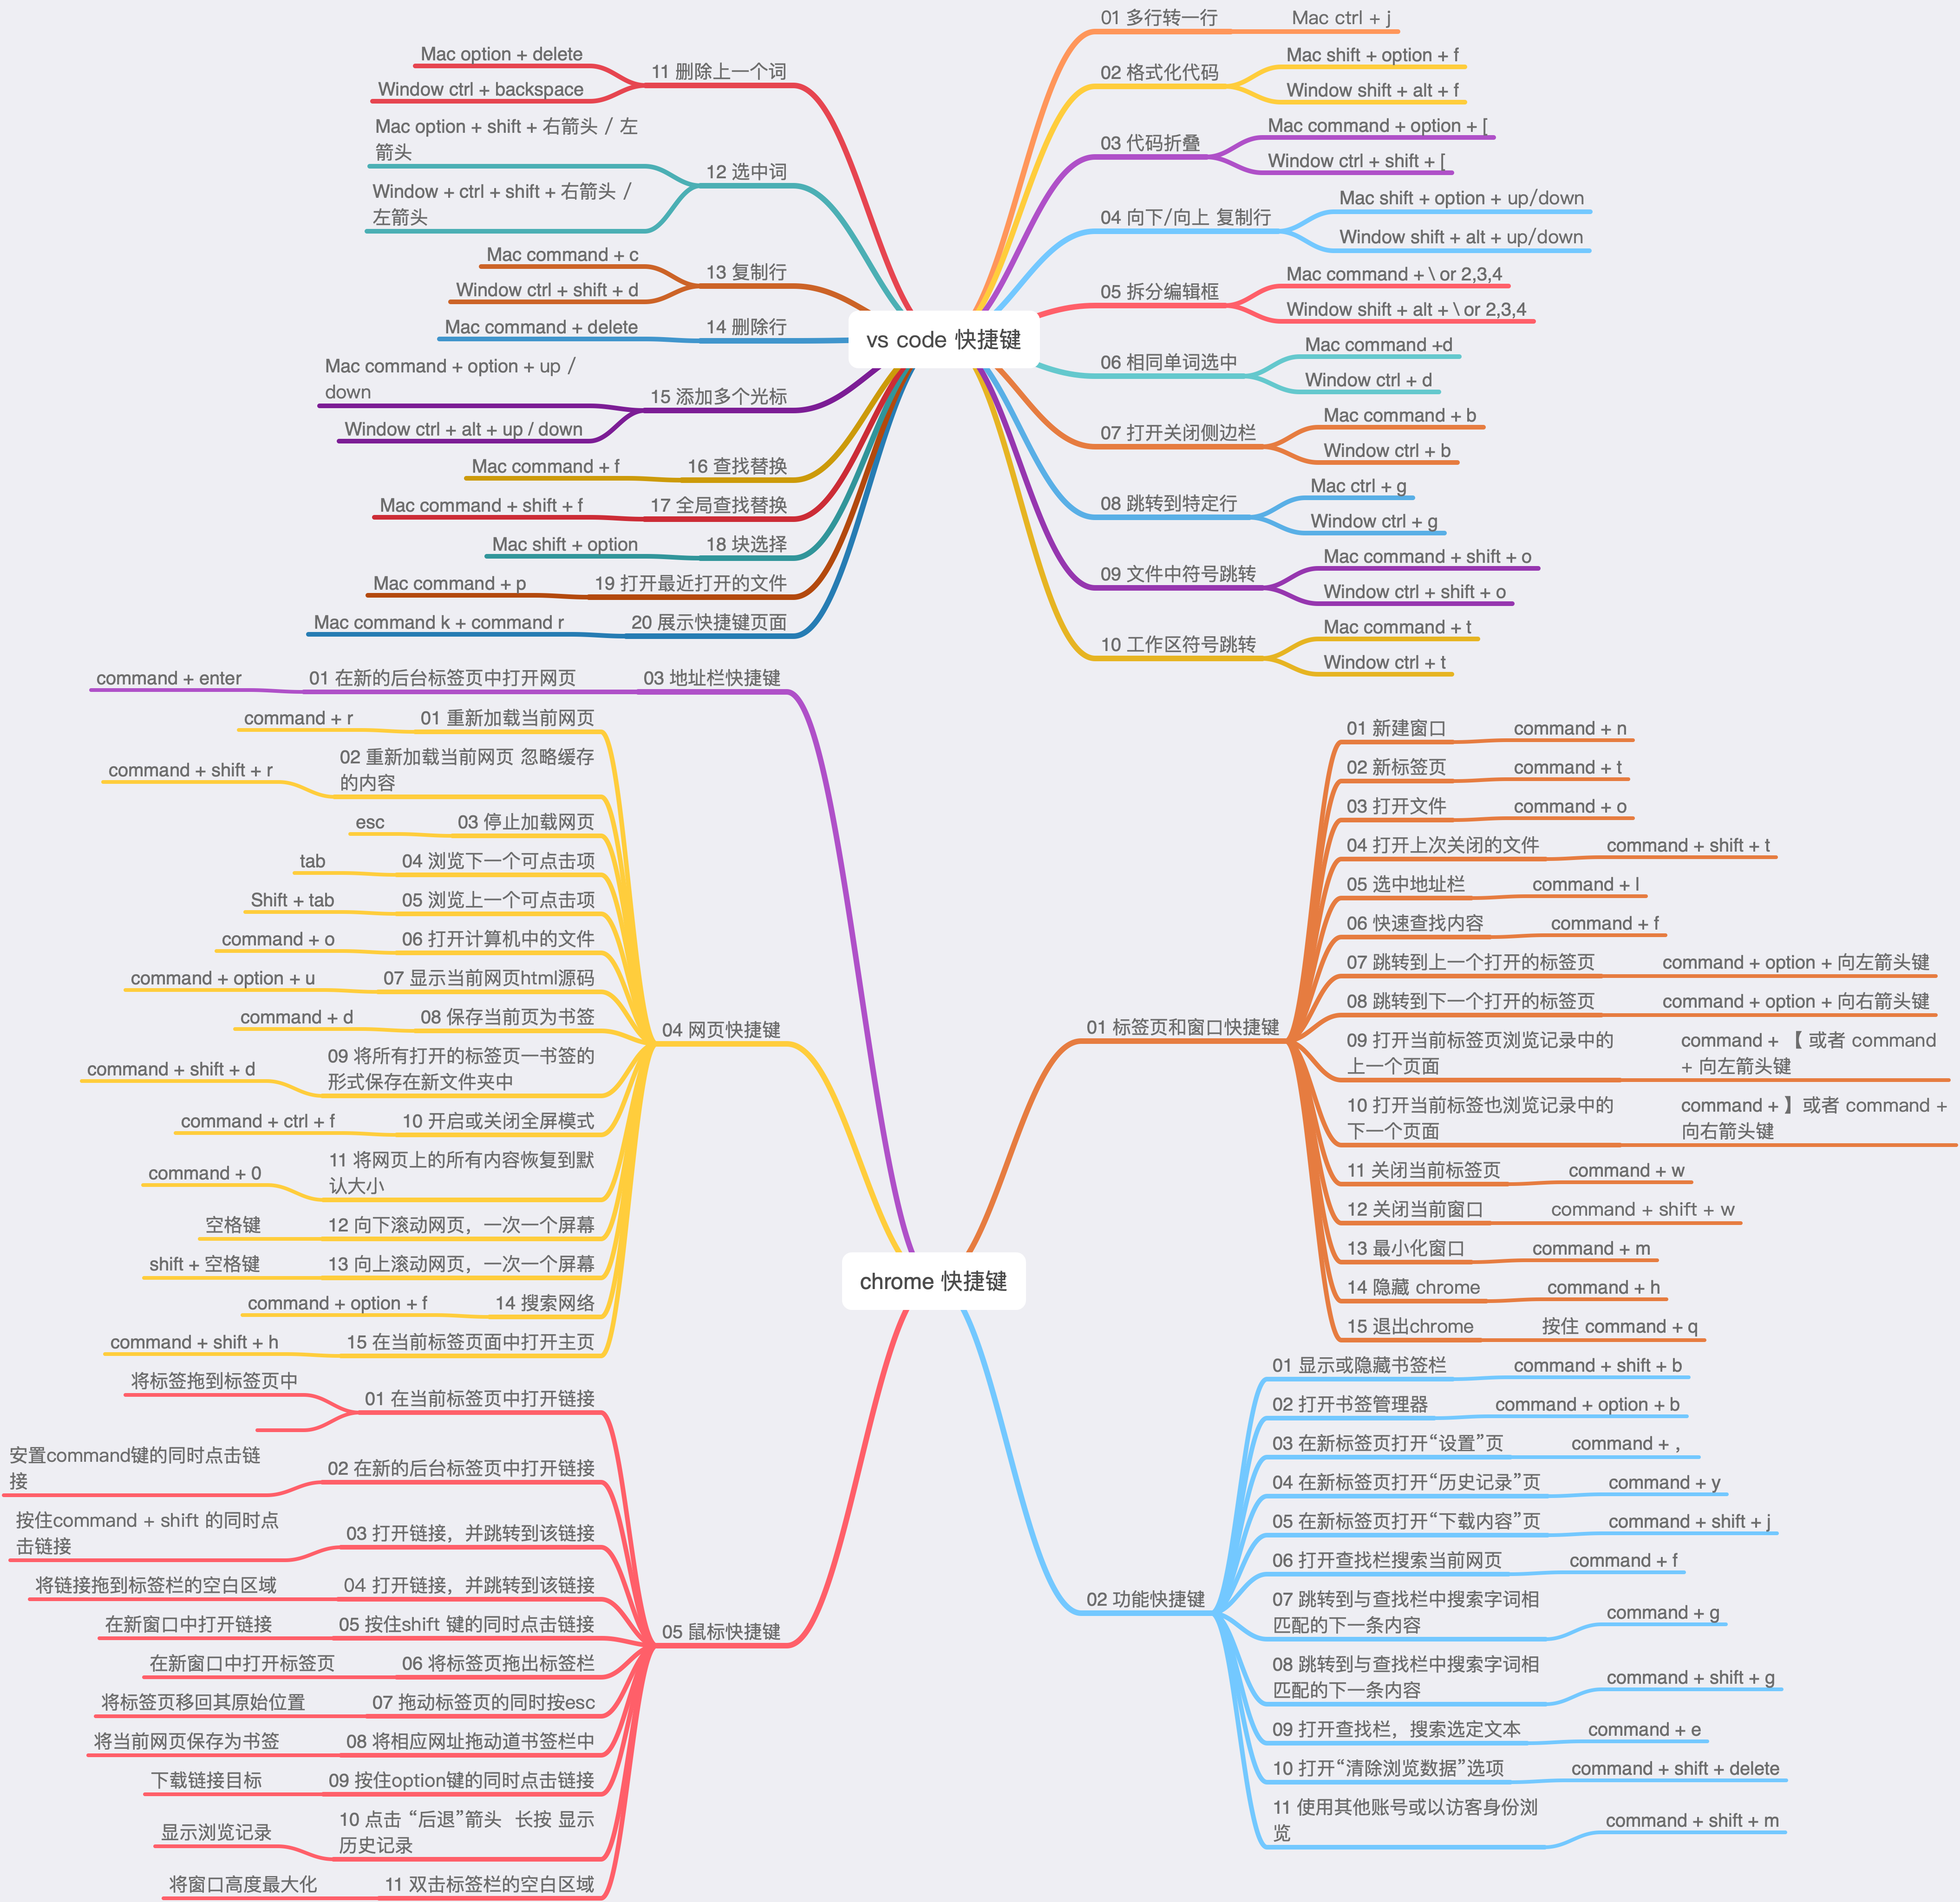 vs code 快捷键
01 多行转一行
Mac ctrl + j
02 格式化代码
Mac shift + option + f
Window shift + alt + f
03 代码折叠
Mac command + option + [
Window ctrl + shift + [
04 向下/向上 复制行
Mac shift + option + up/down
Window shift + alt + up/down
05 拆分编辑框
Mac command + \ or 2,3,4
Window shift + alt + \ or 2,3,4
06 相同单词选中
Mac command +d
Window ctrl + d
07 打开关闭侧边栏
Mac command + b
Window ctrl + b
08 跳转到特定行
Mac ctrl + g
Window ctrl + g
09 文件中符号跳转
Mac command + shift + o
Window ctrl + shift + o
10 工作区符号跳转
Mac command + t
Window ctrl + t
11 删除上一个词
Mac option + delete
Window ctrl + backspace
12 选中词
Mac option + shift + 右箭头 / 左
箭头
Window + ctrl + shift + 右箭头 /
左箭头
13 复制行
Mac command + c
Window ctrl + shift + d
14 删除行
Mac command + delete
15 添加多个光标
Mac command + option + up /
down
Window ctrl + alt + up / down
16 查找替换
Mac command + f
17 全局查找替换
Mac command + shift + f
18 块选择
Mac shift + option
19 打开最近打开的文件
Mac command + p
20 展示快捷键页面
Mac command k + command r
chrome 快捷键
01 标签页和窗口快捷键
01 新建窗口
command + n
02 新标签页
command + t
03 打开文件
command + o
04 打开上次关闭的文件
command + shift + t
05 选中地址栏
command + l
06 快速查找内容
command + f
07 跳转到上一个打开的标签页
command + option + 向左箭头键
08 跳转到下一个打开的标签页
command + option + 向右箭头键
09 打开当前标签页浏览记录中的
上一个页面
command + 【 或者 command
+ 向左箭头键
10 打开当前标签也浏览记录中的
下一个页面
command + 】或者 command +
向右箭头键
11 关闭当前标签页
command + w
12 关闭当前窗口
command + shift + w
13 最小化窗口
command + m
14 隐藏 chrome
command + h
15 退出chrome
按住 command + q
02 功能快捷键
01 显示或隐藏书签栏
command + shift + b
02 打开书签管理器
command + option + b
03 在新标签页打开“设置”页
command + ,
04 在新标签页打开“历史记录”页
command + y
05 在新标签页打开“下载内容”页
command + shift + j
06 打开查找栏搜索当前网页
command + f
07 跳转到与查找栏中搜索字词相
匹配的下一条内容
command + g
08 跳转到与查找栏中搜索字词相
匹配的下一条内容
command + shift + g
09 打开查找栏，搜索选定文本
command + e
10 打开“清除浏览数据”选项
command + shift + delete
11 使用其他账号或以访客身份浏
览
command + shift + m
03 地址栏快捷键
01 在新的后台标签页中打开网页
command + enter
04 网页快捷键
01 重新加载当前网页
command + r
02 重新加载当前网页 忽略缓存
的内容
command + shift + r
03 停止加载网页
esc
04 浏览下一个可点击项
tab
05 浏览上一个可点击项
Shift + tab
06 打开计算机中的文件
command + o
07 显示当前网页html源码
command + option + u
08 保存当前页为书签
command + d
09 将所有打开的标签页一书签的
形式保存在新文件夹中
command + shift + d
10 开启或关闭全屏模式
command + ctrl + f
11 将网页上的所有内容恢复到默
认大小
command + 0
12 向下滚动网页，一次一个屏幕
空格键
13 向上滚动网页，一次一个屏幕
shift + 空格键
14 搜索网络
command + option + f
15 在当前标签页面中打开主页
command + shift + h
05 鼠标快捷键
01 在当前标签页中打开链接
将标签拖到标签页中
02 在新的后台标签页中打开链接
安置command键的同时点击链
接
03 打开链接，并跳转到该链接
按住command + shift 的同时点
击链接
04 打开链接，并跳转到该链接
将链接拖到标签栏的空白区域
05 按住shift 键的同时点击链接
在新窗口中打开链接
06 将标签页拖出标签栏
在新窗口中打开标签页
07 拖动标签页的同时按esc
将标签页移回其原始位置
08 将相应网址拖动道书签栏中
将当前网页保存为书签
09 按住option键的同时点击链接
下载链接目标
10 点击 “后退”箭头 长按 显示
历史记录
显示浏览记录
11 双击标签栏的空白区域
将窗口高度最大化